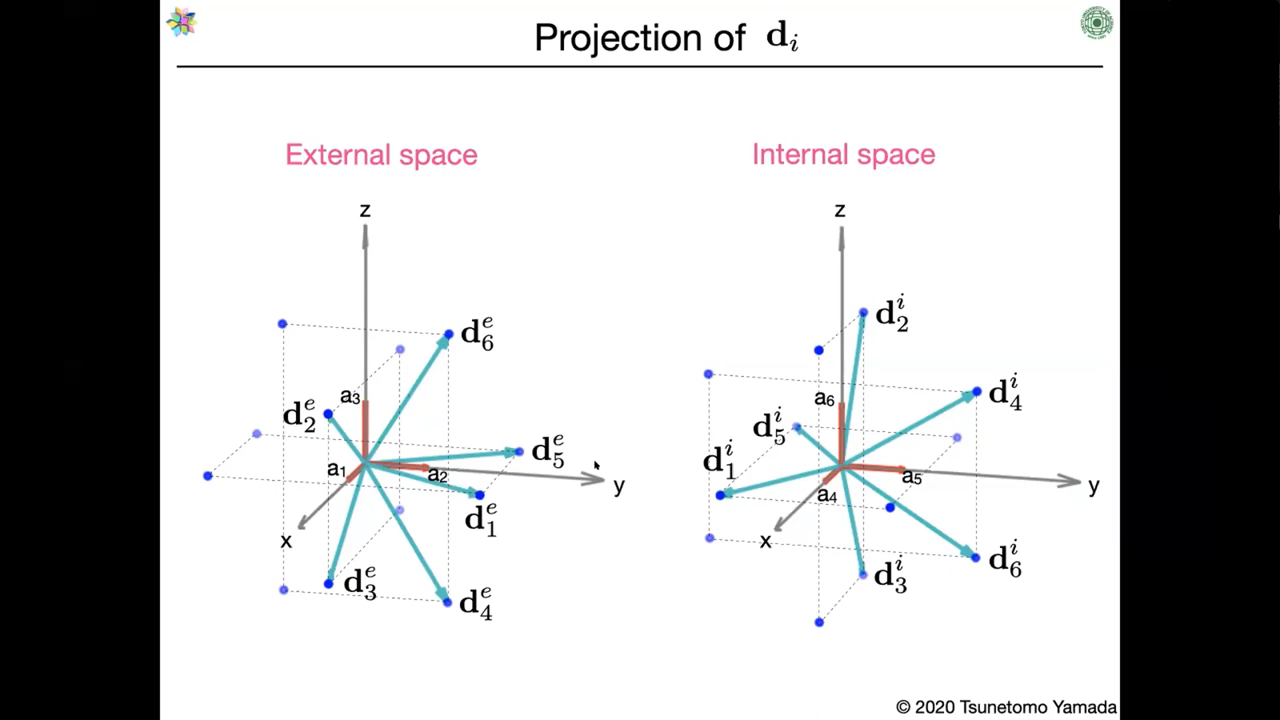 Projection of dᵢ
External space
Internal space
z
d₆ᵉ
a₃
d₂ᵉ
d₅ᵉ
a₁
a₂
y
d₁ᵉ
x
d₃ᵉ
d₄ᵉ
z
d₂ⁱ
d₄ⁱ
a₆
d₅ⁱ
d₁ⁱ
a₅
a₄
y
x
d₆ⁱ
d₃ⁱ
© 2020 Tsunetomo Yamada